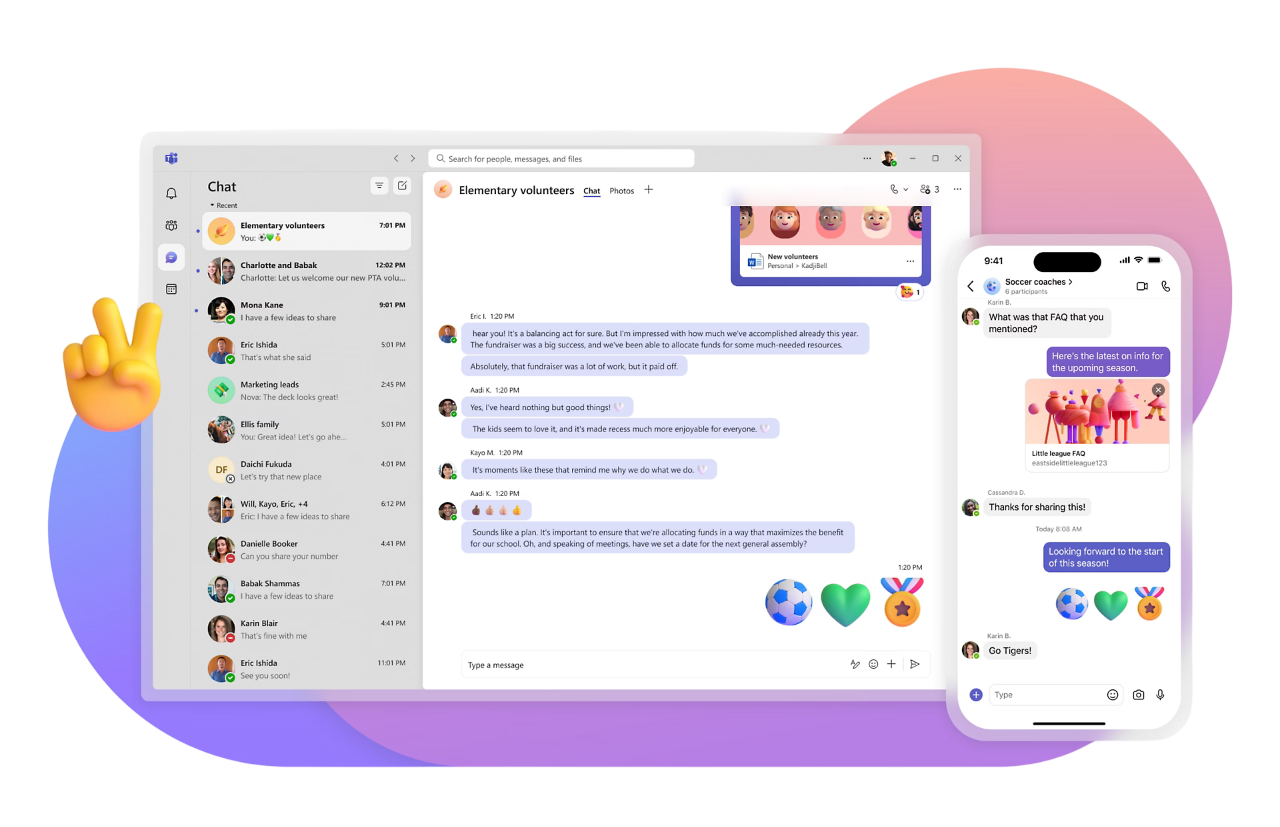 Search for people, messages, and files
Chat
Recent
Elementary volunteers 7:01 PM
You: ⚽💚🏅
Charlotte and Babak 12:02 PM
Charlotte: Let us welcome our new PTA volu...
Mona Kane 9:01 PM
I have a few ideas to share
Eric Ishida 5:01 PM
That's what she said
Marketing leads 2:45 PM
Nova: The deck looks great!
Ellis family 5:01 PM
You: Great idea! Let's go ahe...
DF
Daichi Fukuda 4:01 PM
Let's try that new place
Will, Kayo, Eric, +4 6:12 PM
Eric: I have a few ideas to share
Danielle Booker 4:41 PM
Can you share your number
Babak Shammas 7:01 PM
I have a few ideas to share
Karin Blair 4:41 PM
That's fine with me
Eric Ishida 11:01 PM
See you soon!
Elementary volunteers Chat Photos 3
New volunteers
Personal > KadjiBell
1
Eric I. 1:20 PM
hear you! It's a balancing act for sure. But I'm impressed with how much we've accomplished already this year.
The fundraiser was a big success, and we've been able to allocate funds for some much-needed resources.
Absolutely, that fundraiser was a lot of work, but it paid off.
Aadi K. 1:20 PM
Yes, I've heard nothing but good things! 🤍
The kids seem to love it, and it's made recess much more enjoyable for everyone. 🤍
Kayo M. 1:20 PM
It's moments like these that remind me why we do what we do. 🤍
Aadi K. 1:20 PM
Sounds like a plan. It's important to ensure that we're allocating funds in a way that maximizes the benefit
for our school. Oh, and speaking of meetings, have we set a date for the next general assembly?
1:20 PM
Type a message
9:41
Soccer coaches >
6 participants
Karin B.
What was that FAQ that you
mentioned?
Here's the latest on info for
the upoming season.
Little league FAQ
eastsidelittleleague123
Cassandra D.
Thanks for sharing this!
Today 8:08 AM
Looking forward to the start
of this season!
Karin B.
Go Tigers!
Type